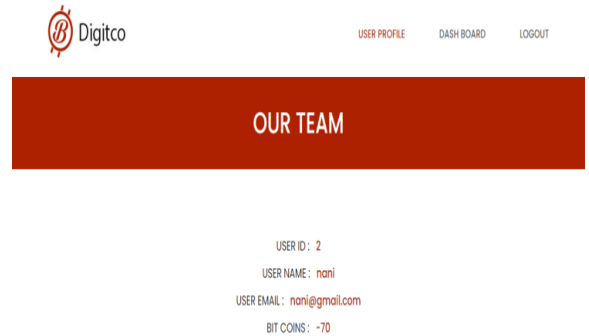 Digitco
USER PROFILE DASH BOARD LOGOUT
OUR TEAM
USER ID : 2
USER NAME : nani
USER EMAIL : nani@gmail.com
BIT COINS : -70